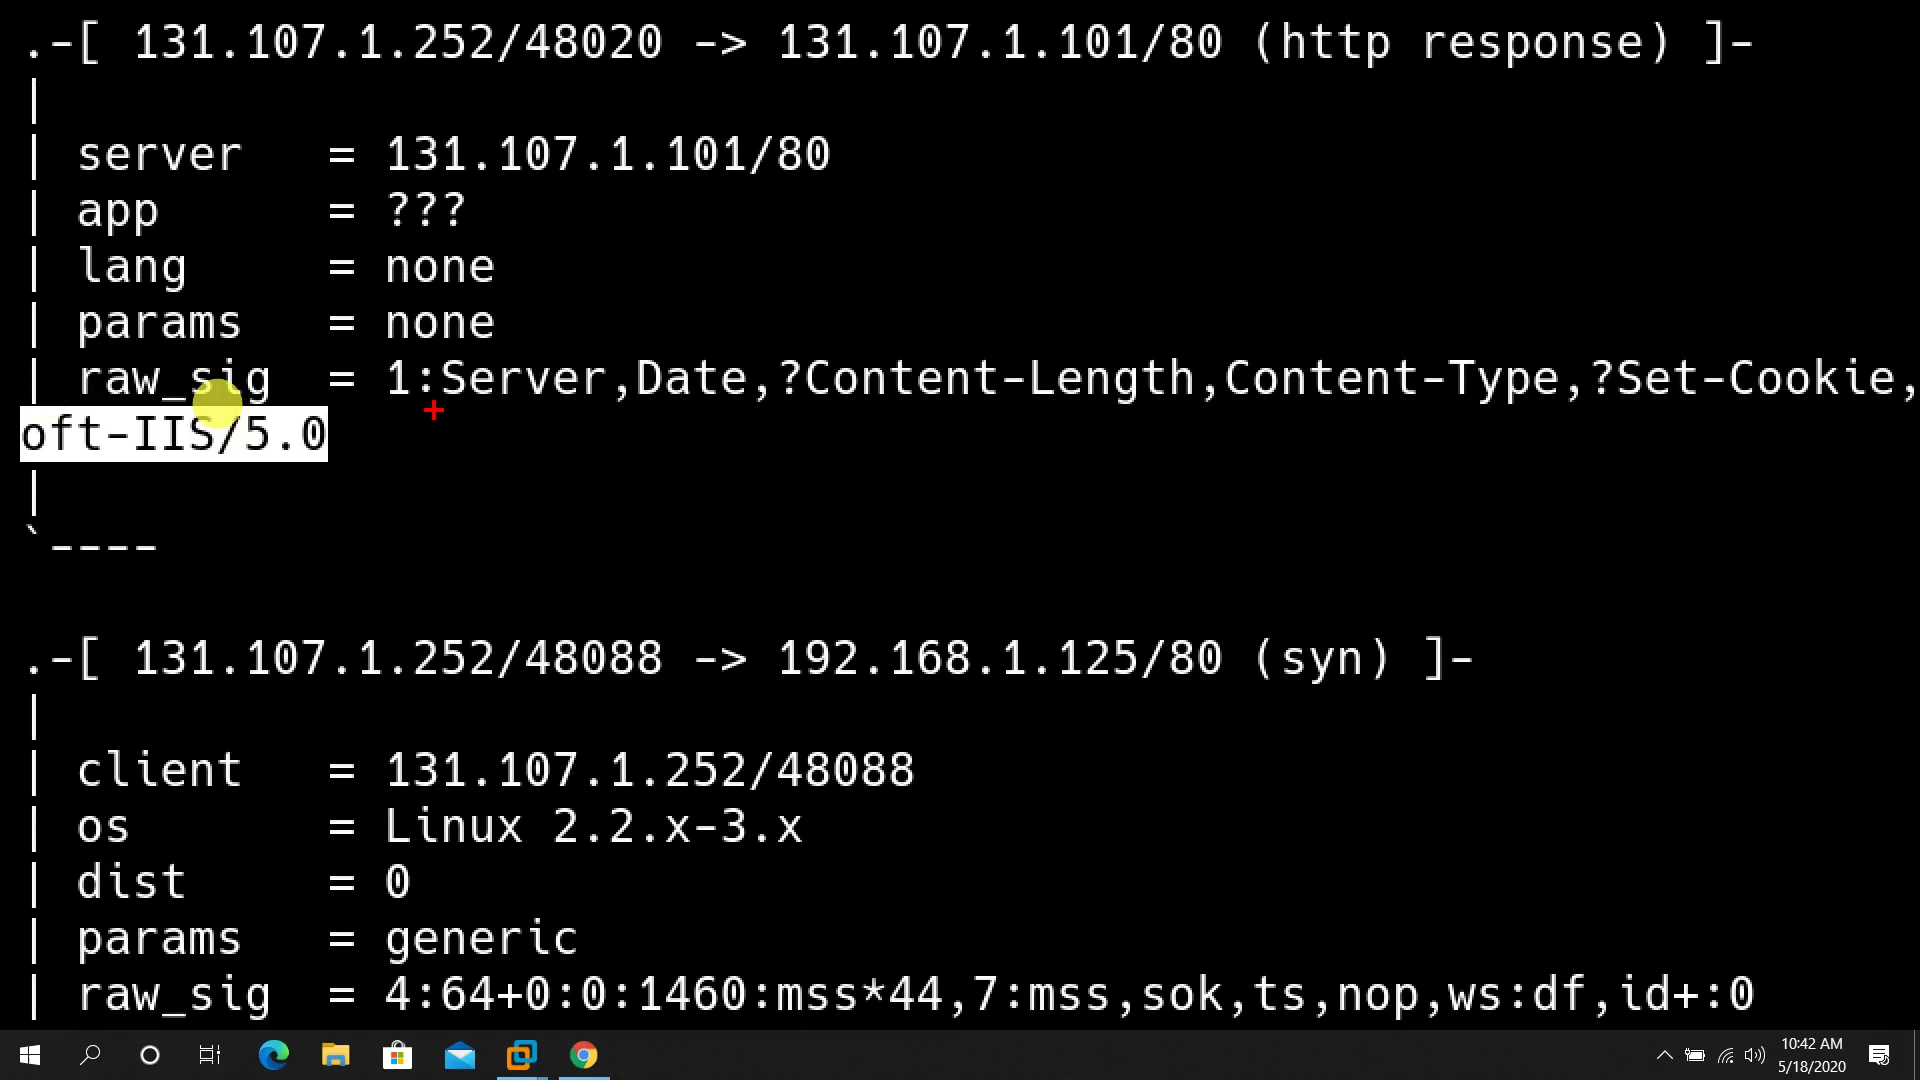 .-[ 131.107.1.252/48020 -> 131.107.1.101/80 (http response) ]-
|
| server   = 131.107.1.101/80
| app      = ???
| lang     = none
| params   = none
| raw_sig  = 1:Server,Date,?Content-Length,Content-Type,?Set-Cookie,
oft-IIS/5.0
|
`----
.-[ 131.107.1.252/48088 -> 192.168.1.125/80 (syn) ]-
|
| client   = 131.107.1.252/48088
| os       = Linux 2.2.x-3.x
| dist     = 0
| params   = generic
| raw_sig  = 4:64+0:0:1460:mss*44,7:mss,sok,ts,nop,ws:df,id+:0
10:42 AM
5/18/2020